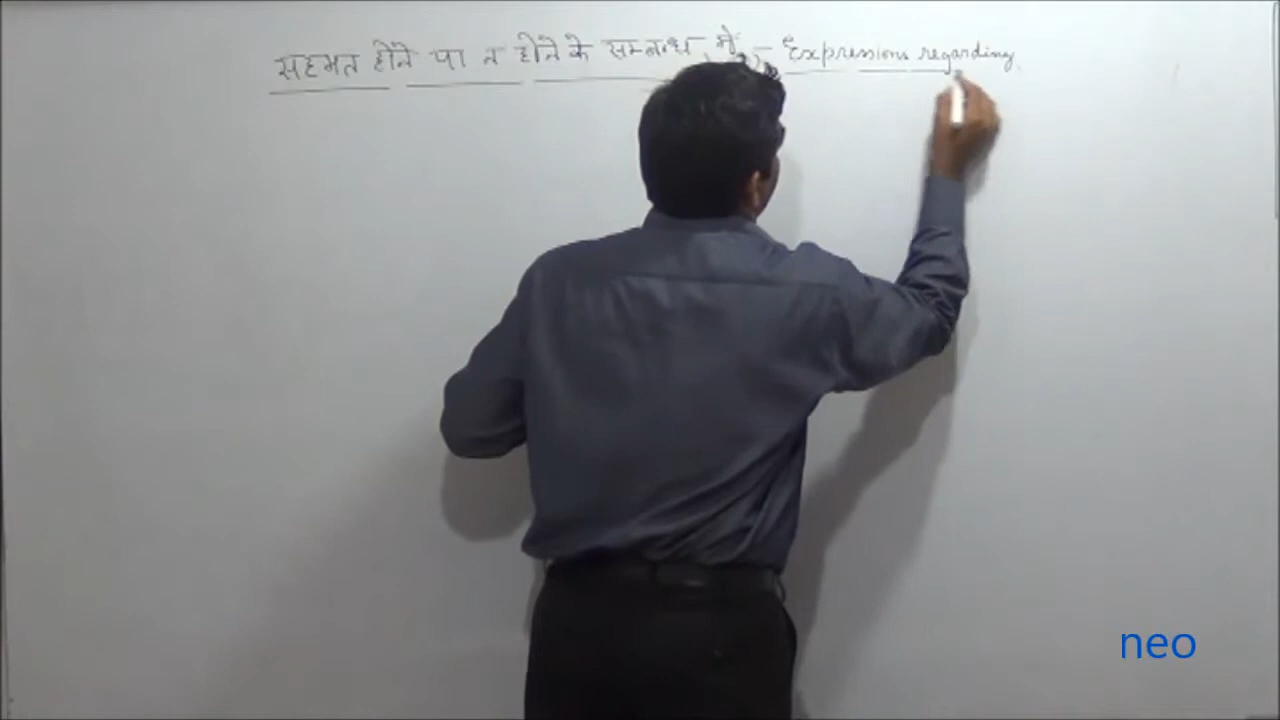 सहमत होने या न होने के सम्बन्ध में - Expressions regarding
neo